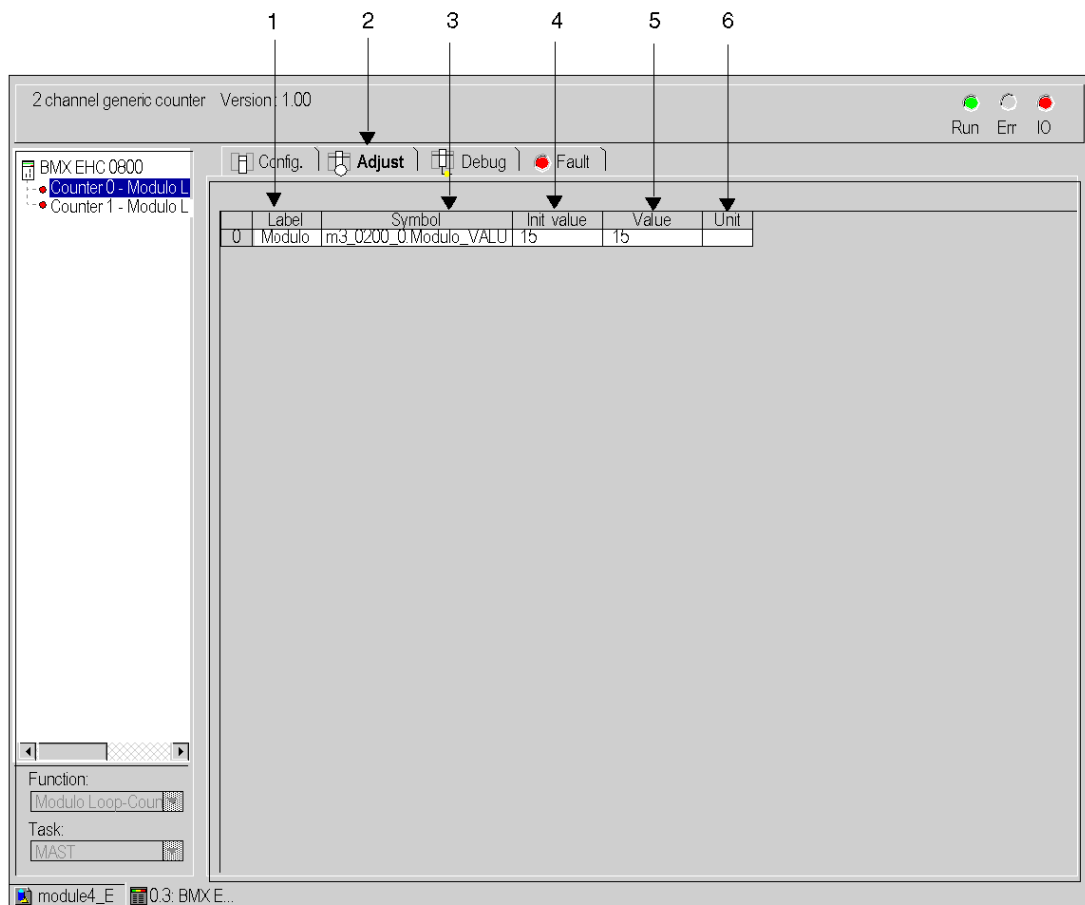 1 2 3 4 5 6
2 channel generic counter Version: 1.00
Run Err IO
BMX EHC 0800
Counter 0 - Modulo L
Counter 1 - Modulo L
Config. Adjust Debug Fault
Label Symbol Init value Value Unit
0 Modulo m3_0200_0.Modulo_VALU 15 15
Function:
Modulo Loop-Coun
Task:
MAST
module4_E 0.3: BMX E...